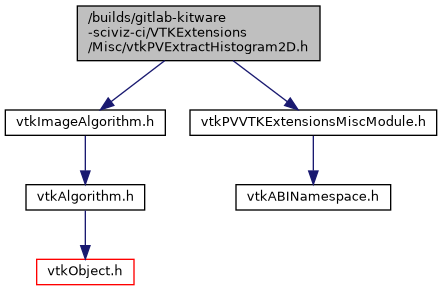 /builds/gitlab-kitware
-sciviz-ci/VTKExtensions
/Misc/vtkPVExtractHistogram2D.h
vtkImageAlgorithm.h
vtkPVVTKExtensionsMiscModule.h
vtkAlgorithm.h
vtkABINamespace.h
vtkObject.h